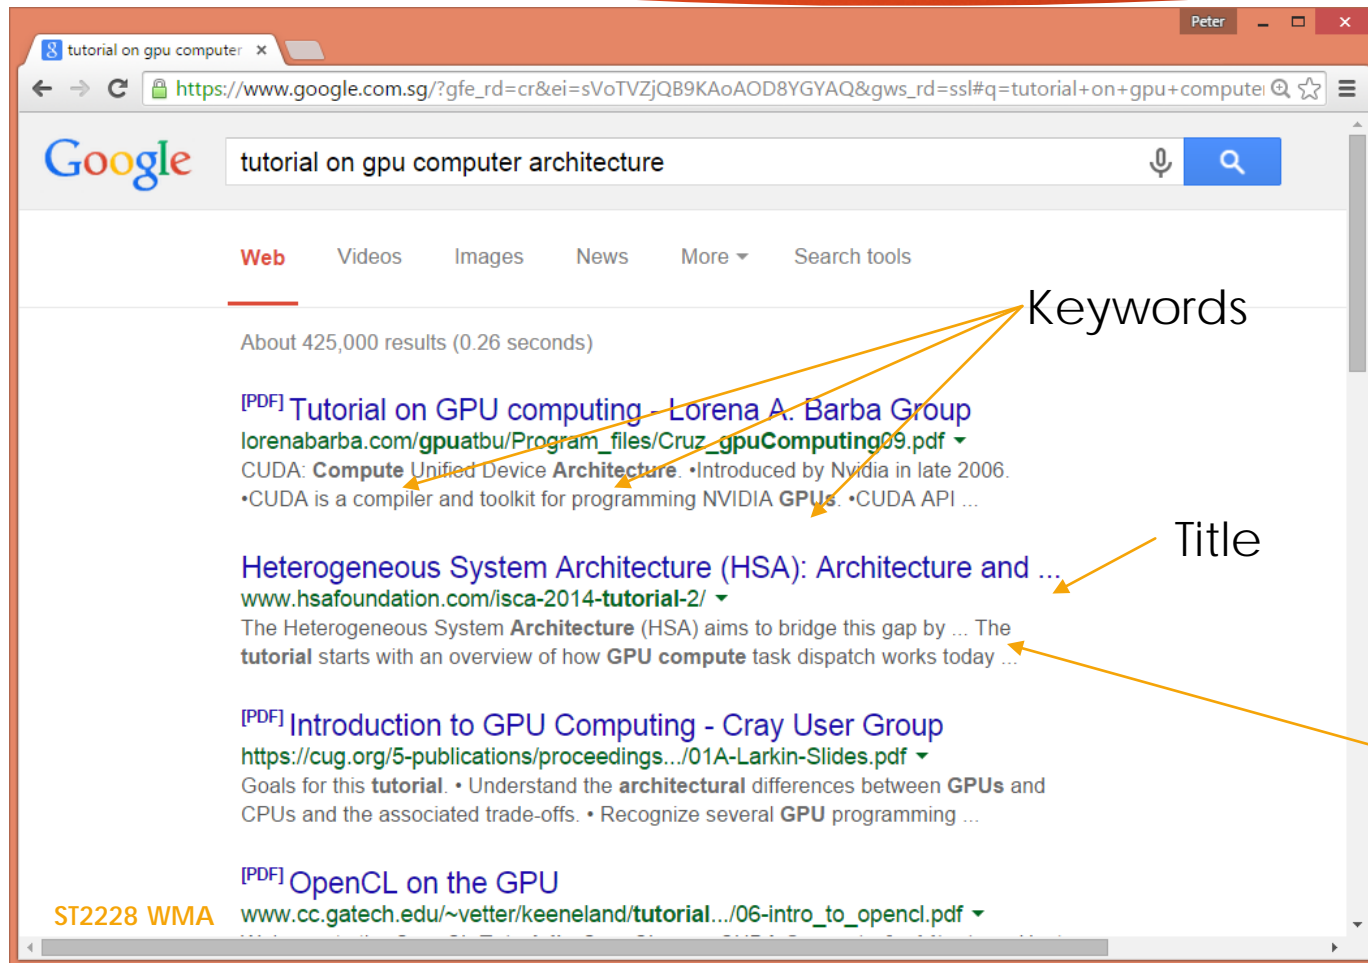 Peter
tutorial on gpu computer
https://www.google.com.sg/?gfe_rd=cr&ei=sVoTVZjQB9KAoAOD8YGYAQ&gws_rd=ssl#q=tutorial+on+gpu+computer
Google
tutorial on gpu computer architecture
Web Videos Images News More Search tools
Keywords
About 425,000 results (0.26 seconds)
[PDF] Tutorial on GPU computing - Lorena A. Barba Group
lorenabarba.com/gpuatbu/Program_files/Cruz_gpuComputing09.pdf
CUDA: Compute Unified Device Architecture. •Introduced by Nvidia in late 2006.
•CUDA is a compiler and toolkit for programming NVIDIA GPUs. •CUDA API ...
Title
Heterogeneous System Architecture (HSA): Architecture and ...
www.hsafoundation.com/isca-2014-tutorial-2/
The Heterogeneous System Architecture (HSA) aims to bridge this gap by ... The
tutorial starts with an overview of how GPU compute task dispatch works today ...
[PDF] Introduction to GPU Computing - Cray User Group
https://cug.org/5-publications/proceedings.../01A-Larkin-Slides.pdf
Goals for this tutorial. • Understand the architectural differences between GPUs and
CPUs and the associated trade-offs. • Recognize several GPU programming ...
[PDF] OpenCL on the GPU
www.cc.gatech.edu/~vetter/keeneland/tutorial.../06-intro_to_opencl.pdf
ST2228 WMA